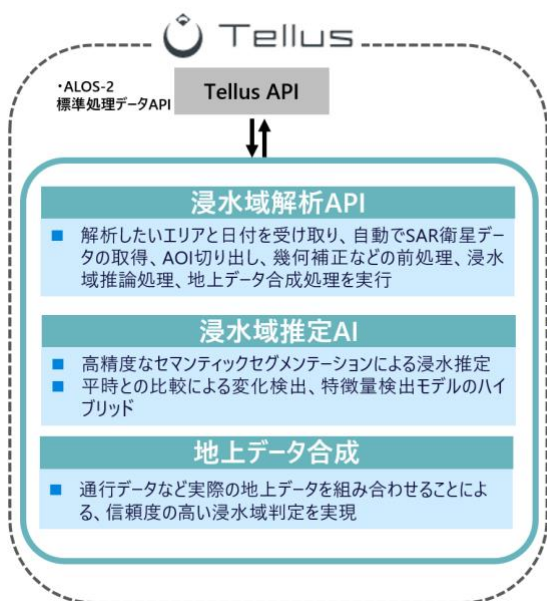 Tellus
・ALOS-2
標準処理データAPI
Tellus API
浸水域解析API
■ 解析したいエリアと日付を受け取り、自動でSAR衛星デー
タの取得、AOI切り出し、幾何補正などの前処理、浸水
域推論処理、地上データ合成処理を実行
浸水域推定AI
■ 高精度なセマンティックセグメンテーションによる浸水推定
■ 平時との比較による変化検出、特徴量検出モデルのハイ
ブリッド
地上データ合成
■ 通行データなど実際の地上データを組み合わせることによ
る、信頼度の高い浸水域判定を実現